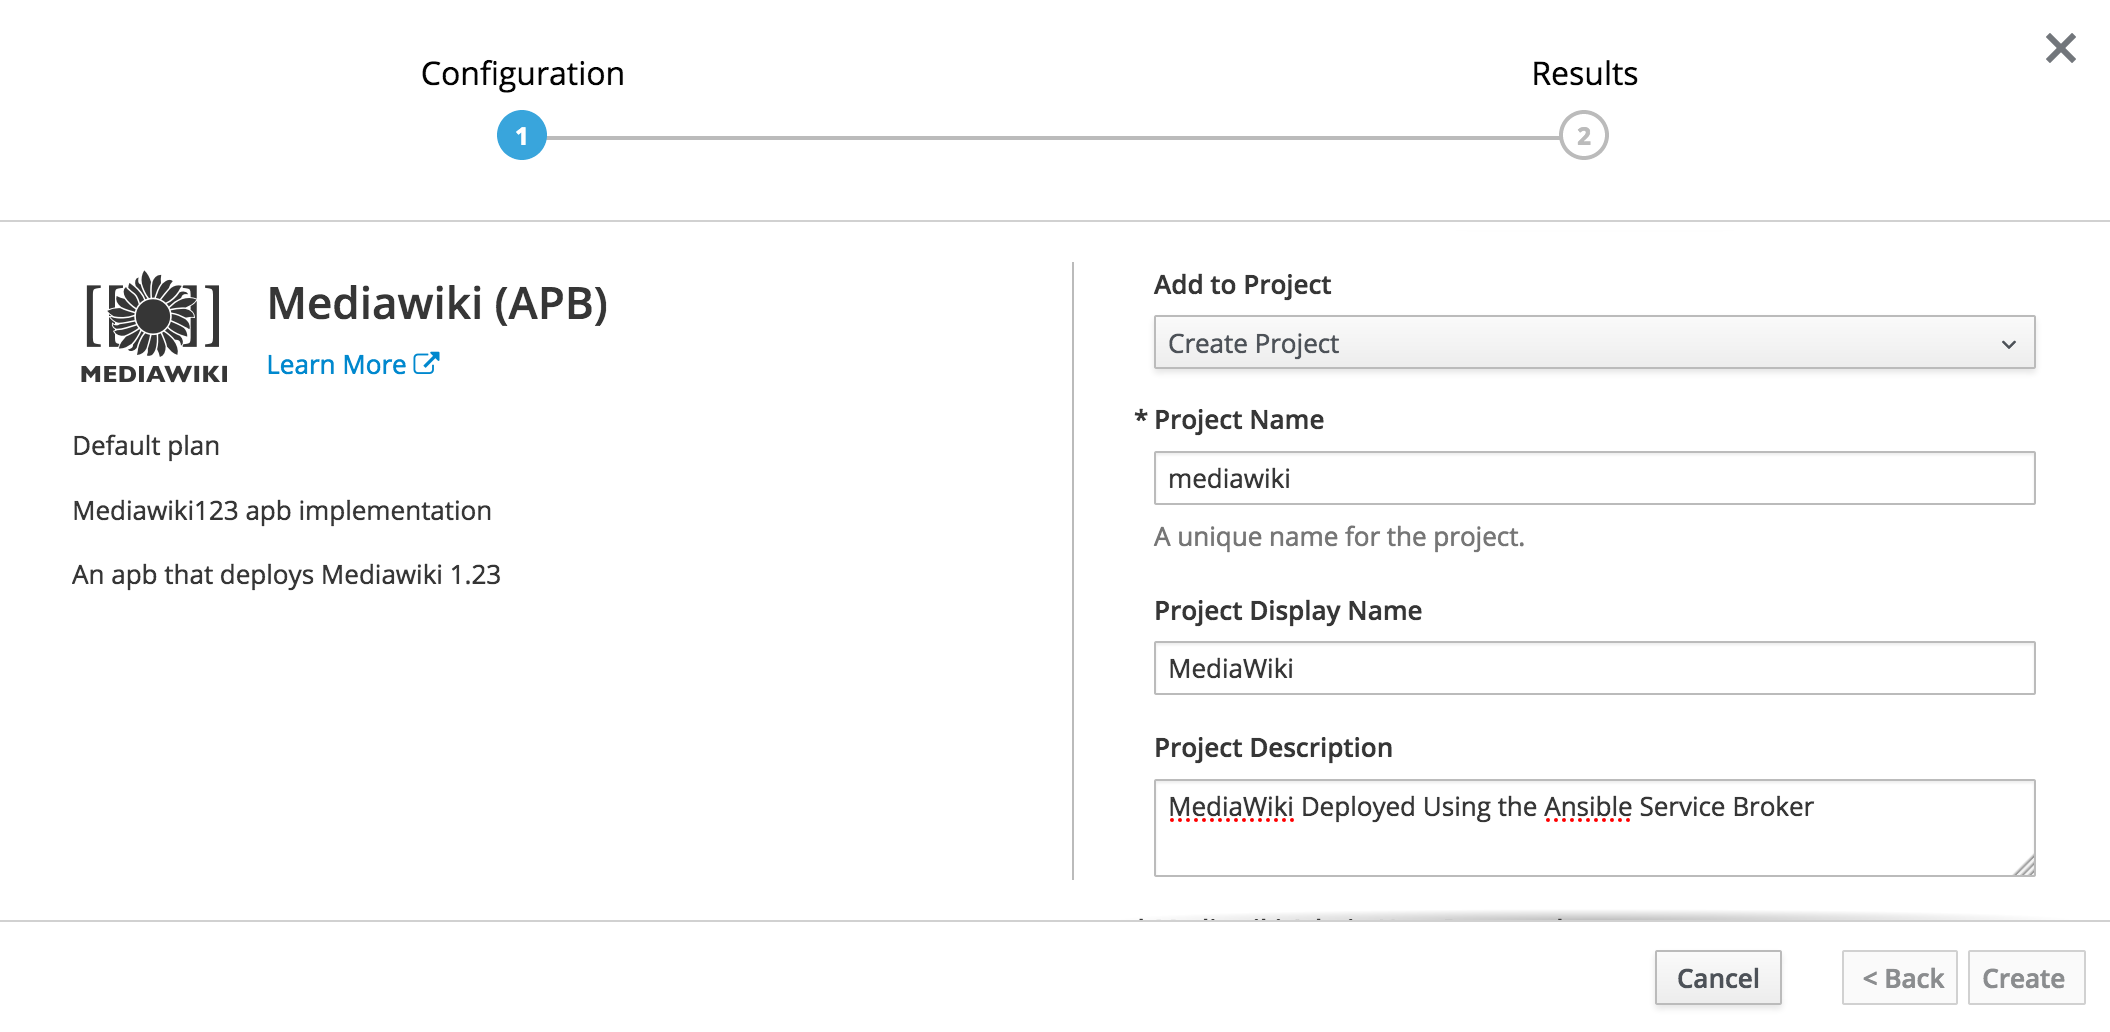 Configuration
Results
1
2
MEDIAWIKI
Mediawiki (APB)
Learn More
Default plan
Mediawiki123 apb implementation
An apb that deploys Mediawiki 1.23
Add to Project
Create Project
* Project Name
mediawiki
A unique name for the project.
Project Display Name
MediaWiki
Project Description
MediaWiki Deployed Using the Ansible Service Broker
Cancel
< Back
Create